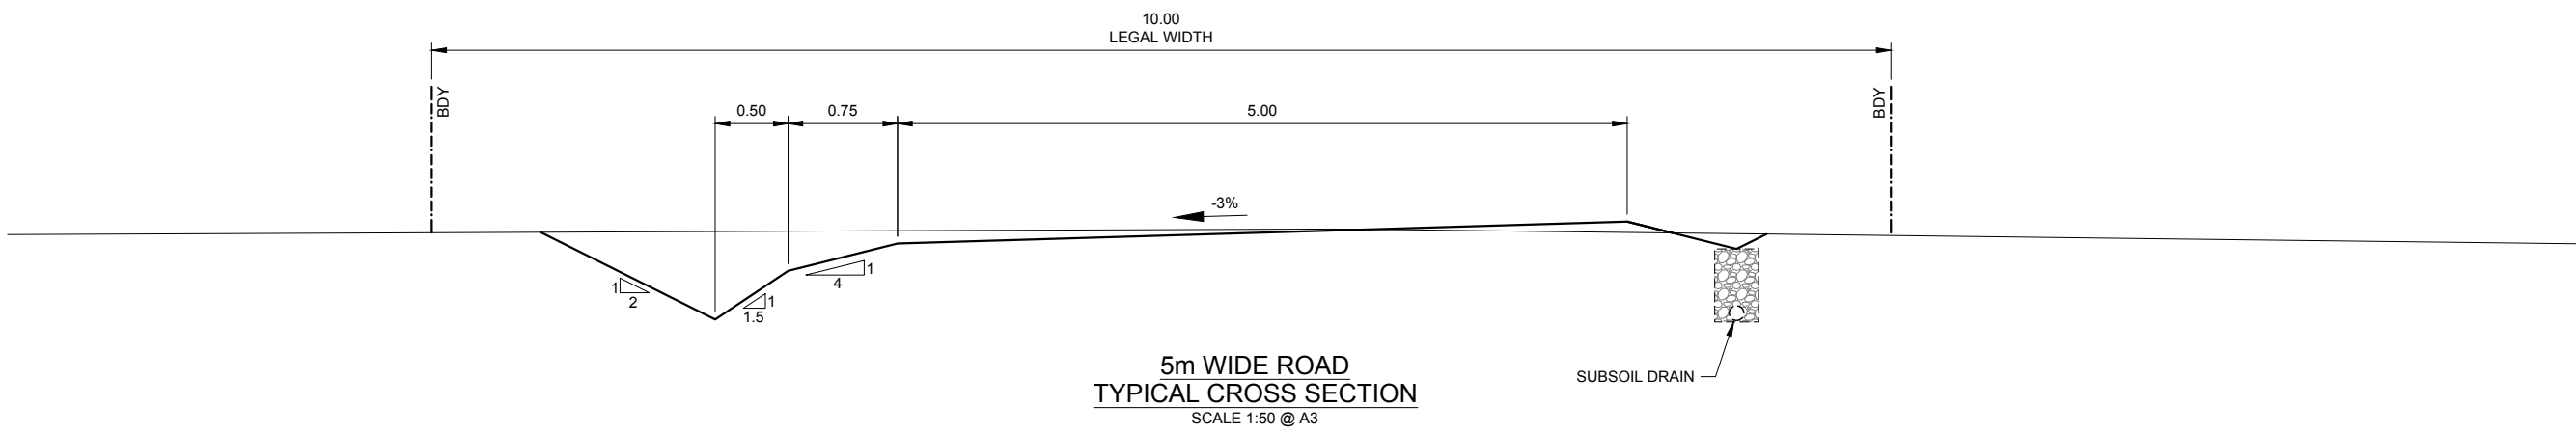 10.00
LEGAL WIDTH
BDY
BDY
0.50
0.75
5.00
-3%
1
2
1
1.5
1
4
SUBSOIL DRAIN
5m WIDE ROAD
TYPICAL CROSS SECTION
SCALE 1:50 @ A3